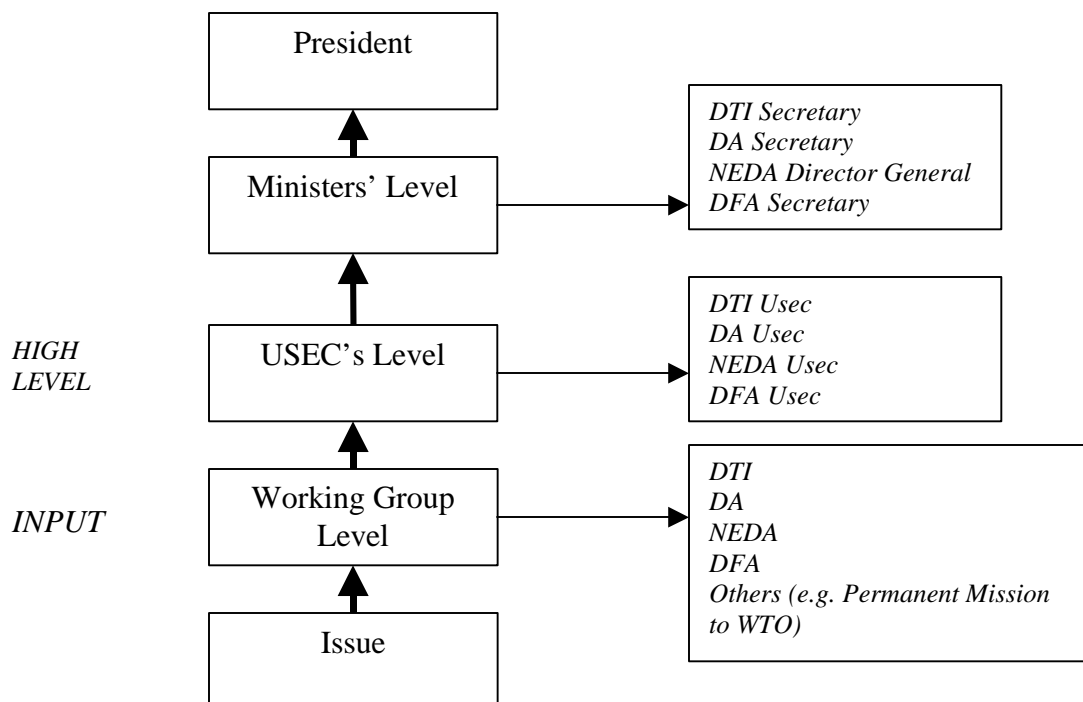 President
DTI Secretary
DA Secretary
NEDA Director General
DFA Secretary
Ministers’ Level
HIGH
LEVEL
USEC’s Level
DTI Usec
DA Usec
NEDA Usec
DFA Usec
INPUT
Working Group
Level
DTI
DA
NEDA
DFA
Others (e.g. Permanent Mission
to WTO)
Issue